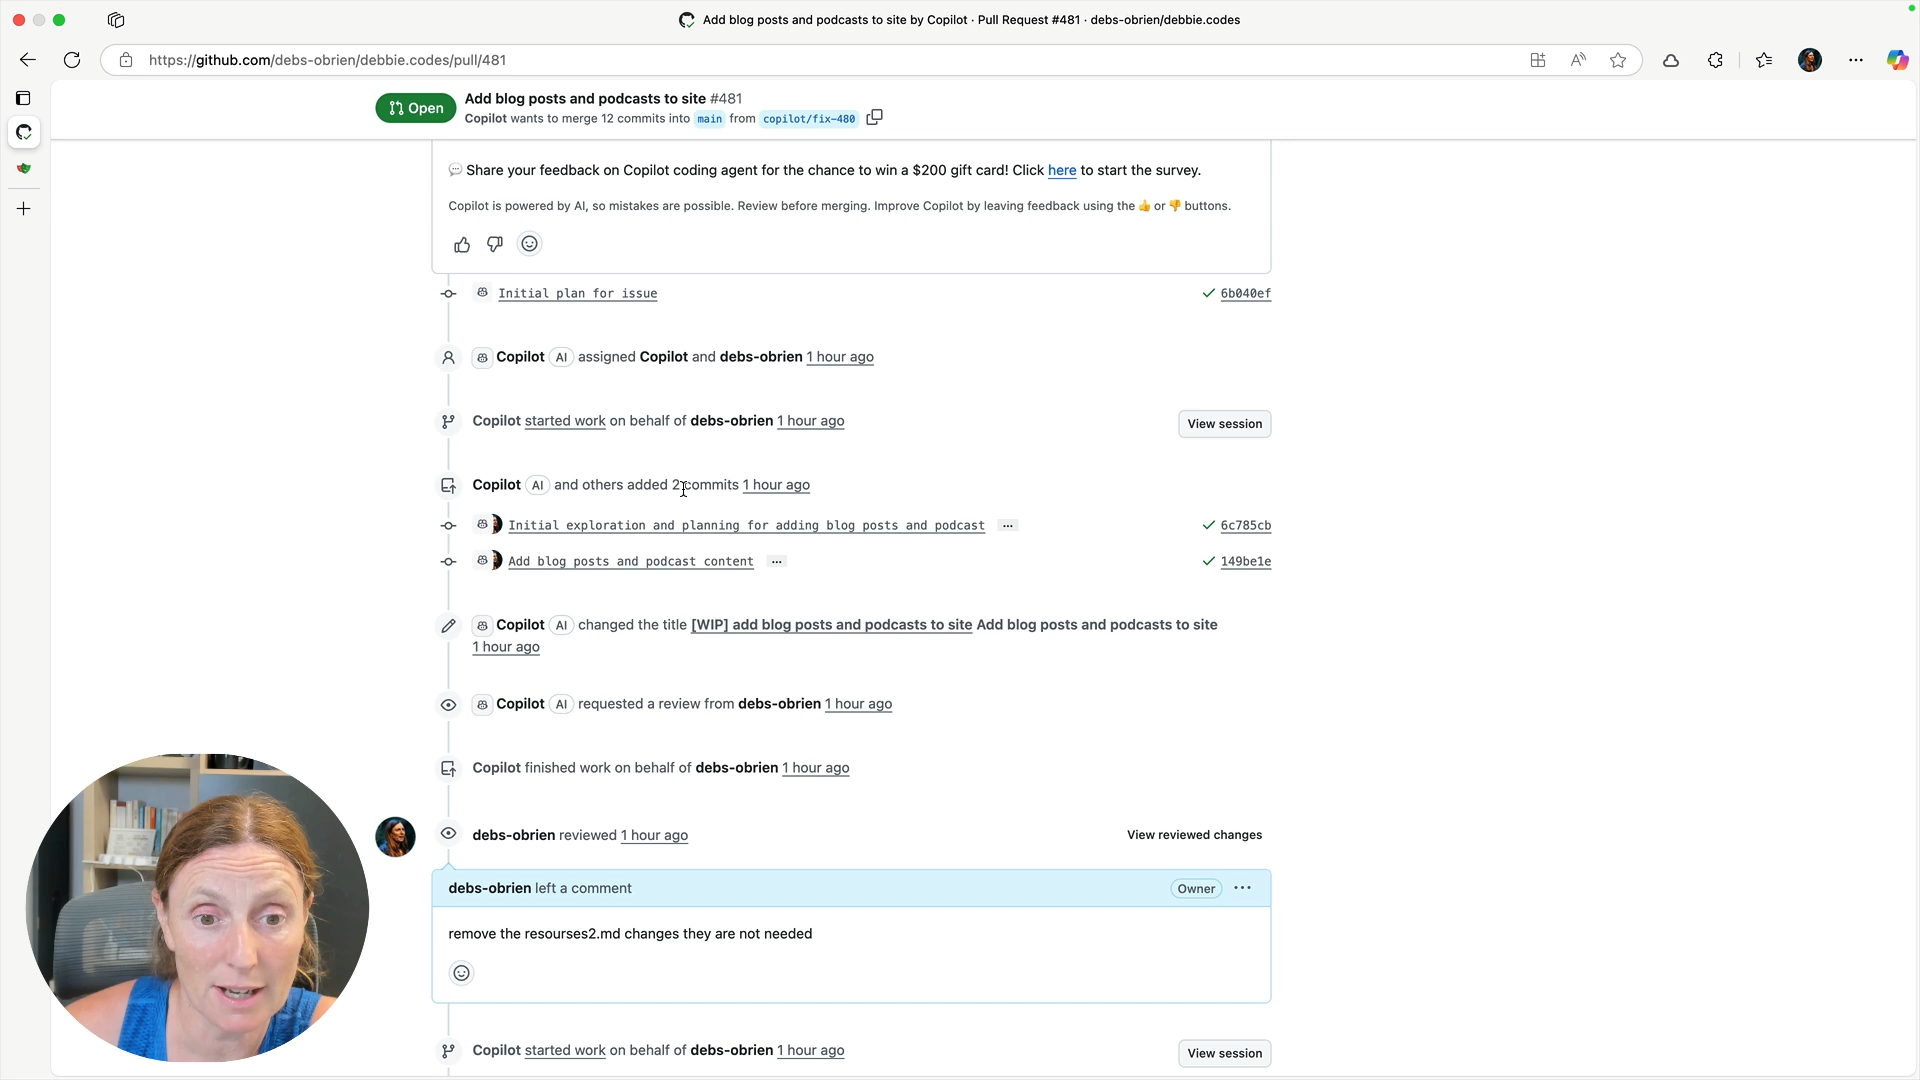 Add blog posts and podcasts to site by Copilot · Pull Request #481 · debs-obrien/debbie.codes
https://github.com/debs-obrien/debbie.codes/pull/481
Open
Add blog posts and podcasts to site #481
Copilot wants to merge 12 commits into main from copilot/fix-480
💬 Share your feedback on Copilot coding agent for the chance to win a $200 gift card! Click here to start the survey.
Copilot is powered by AI, so mistakes are possible. Review before merging. Improve Copilot by leaving feedback using the 👍 or 👎 buttons.
Initial plan for issue 6b040ef
Copilot AI assigned Copilot and debs-obrien 1 hour ago
Copilot started work on behalf of debs-obrien 1 hour ago View session
Copilot AI and others added 2 commits 1 hour ago
Initial exploration and planning for adding blog posts and podcast ... 6c785cb
Add blog posts and podcast content ... 149be1e
Copilot AI changed the title [WIP] add blog posts and podcasts to site Add blog posts and podcasts to site
1 hour ago
Copilot AI requested a review from debs-obrien 1 hour ago
Copilot finished work on behalf of debs-obrien 1 hour ago
debs-obrien reviewed 1 hour ago View reviewed changes
debs-obrien left a comment Owner ...
remove the resourses2.md changes they are not needed
Copilot started work on behalf of debs-obrien 1 hour ago View session